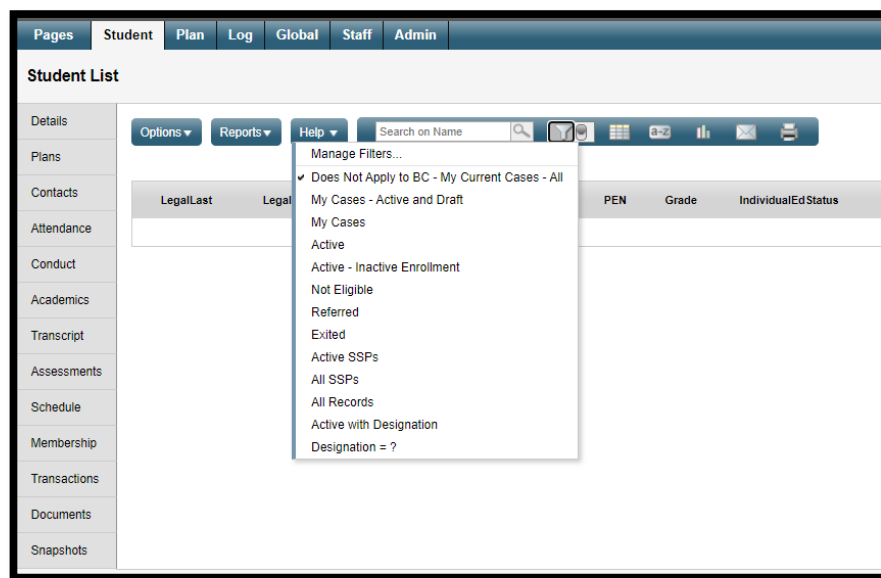 Pages Student Plan Log Global Staff Admin
Student List
Details
Plans
Contacts
Attendance
Conduct
Academics
Transcript
Assessments
Schedule
Membership
Transactions
Documents
Snapshots
Options Reports Help Search on Name a-z
Manage Filters...
Does Not Apply to BC - My Current Cases - All
My Cases - Active and Draft
My Cases
Active
Active - Inactive Enrollment
Not Eligible
Referred
Exited
Active SSPs
All SSPs
All Records
Active with Designation
Designation = ?
LegalLast Legal PEN Grade IndividualEdStatus